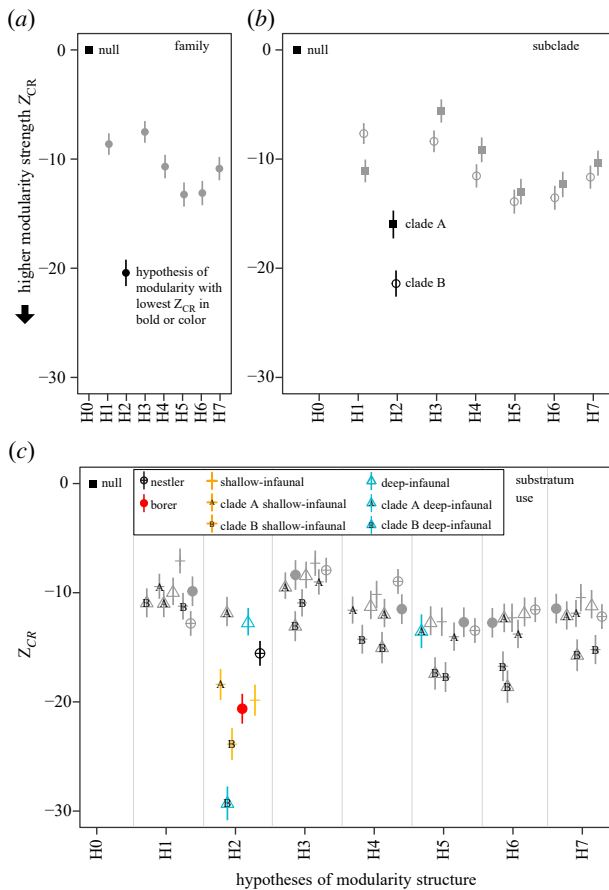 (a)
(b)
0
null
family
0
null
subclade
−10
−10
higher modularity strength Z_CR
clade A
−20
hypothesis of
modularity with
lowest Z_CR in
bold or color
−20
clade B
−30
−30
H0 H1 H2 H3 H4 H5 H6 H7
H0 H1 H2 H3 H4 H5 H6 H7
(c)
0
null
nestler
shallow-infaunal
deep-infaunal
substratum
use
borer
A clade A shallow-infaunal
A clade A deep-infaunal
B clade B shallow-infaunal
B clade B deep-infaunal
−10
B A A B
A
A B B A
A B A B
A B A B
B A B A
A A B B
Z_CR
−20
A
B
−30
B
H0 H1 H2 H3 H4 H5 H6 H7
hypotheses of modularity structure